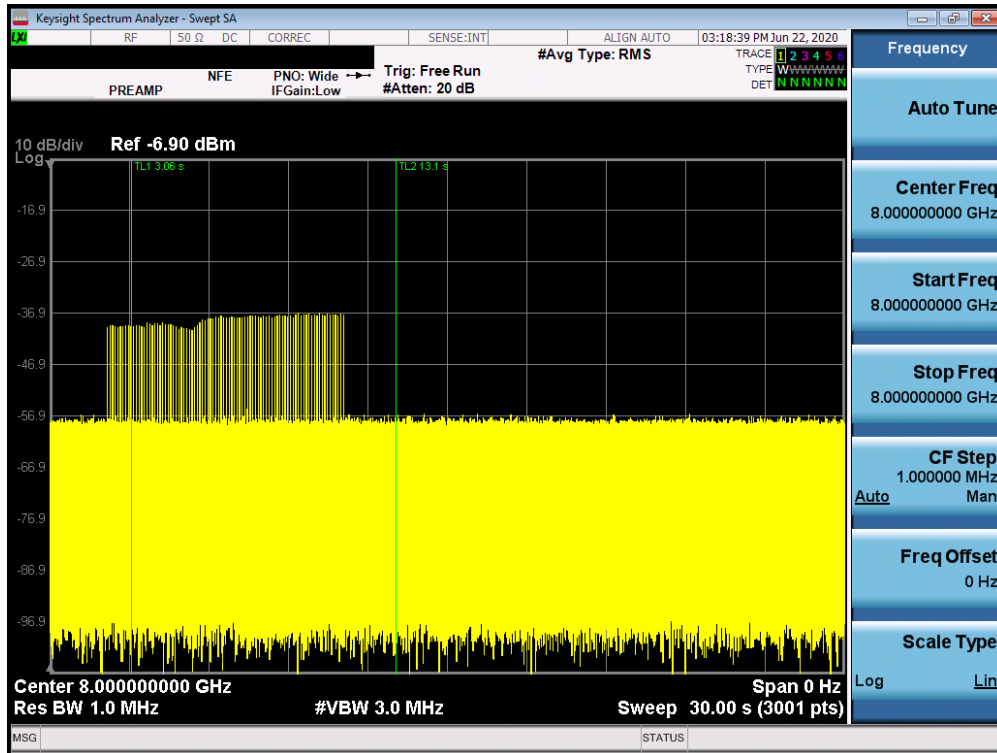 Keysight Spectrum Analyzer - Swept SA
LXI RF 50 Ω DC CORREC SENSE:INT ALIGN AUTO 03:18:39 PM Jun 22, 2020
#Avg Type: RMS
TRACE 1 2 3 4 5 6
TYPE WWWWWW
DET N N N N N N
NFE PNO: Wide Trig: Free Run
PREAMP IFGain:Low #Atten: 20 dB
10 dB/div Ref -6.90 dBm
Log
TL1 3.06 s TL2 13.1 s
-16.9
-26.9
-36.9
-46.9
-56.9
-66.9
-76.9
-86.9
-96.9
Center 8.000000000 GHz Span 0 Hz
Res BW 1.0 MHz #VBW 3.0 MHz Sweep 30.00 s (3001 pts)
MSG STATUS
Frequency
Auto Tune
Center Freq
8.000000000 GHz
Start Freq
8.000000000 GHz
Stop Freq
8.000000000 GHz
CF Step
1.000000 MHz
Auto Man
Freq Offset
0 Hz
Scale Type
Log Lin